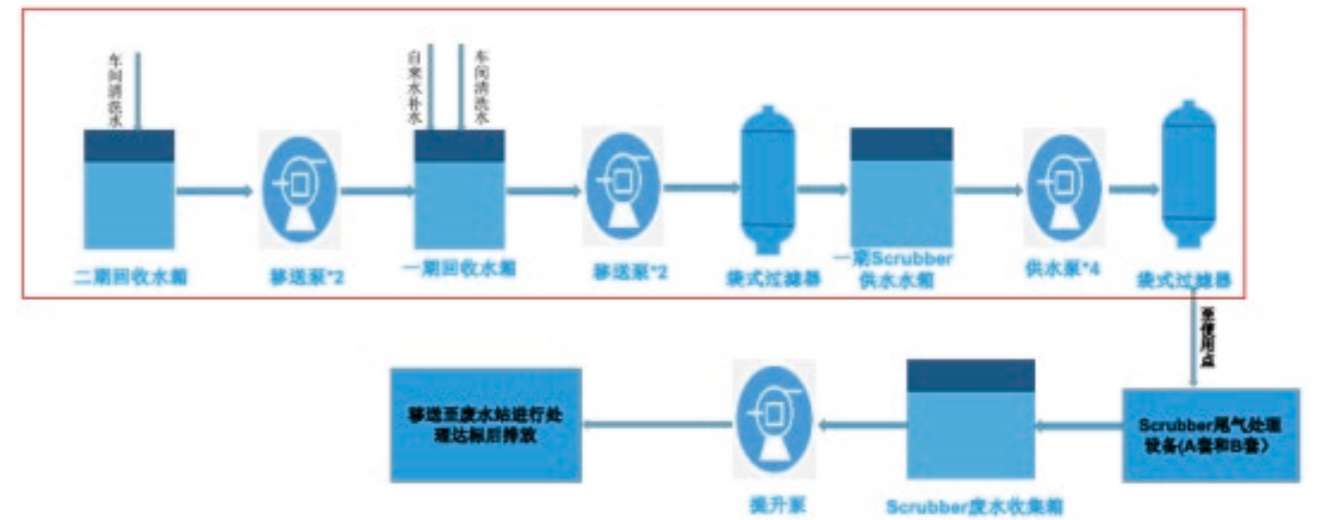 车间清洗水
自来水补水
车间清洗水
二期回收水箱
移送泵*2
一期回收水箱
移送泵*2
袋式过滤器
一期Scrubber
供水水箱
供水泵*4
袋式过滤器
至使用点
移送至废水站进行处
理达标后排放
Scrubber尾气处理
设备(A套和B套)
提升泵
Scrubber废水收集箱